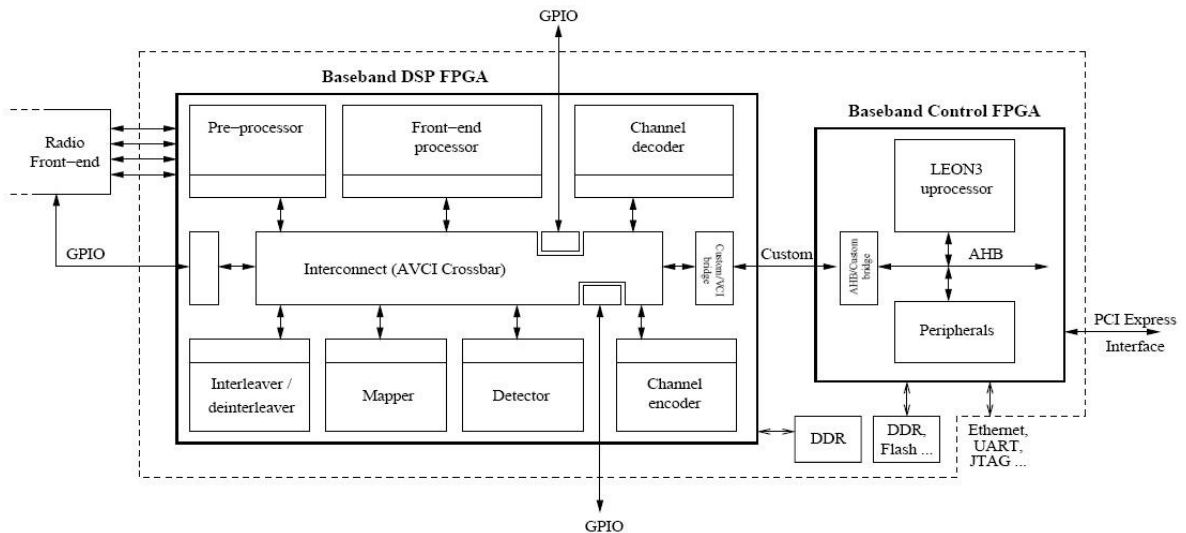 GPIO
Baseband DSP FPGA
Baseband Control FPGA
Radio
Front-end
Pre-processor
Front-end
processor
Channel
decoder
LEON3
uprocessor
GPIO
Interconnect (AVCI Crossbar)
Custom/VCI
bridge
Custom
AHB/Custom
bridge
AHB
Peripherals
PCI Express
Interface
Interleaver /
deinterleaver
Mapper
Detector
Channel
encoder
DDR
DDR,
Flash ...
Ethernet,
UART,
JTAG ...
GPIO